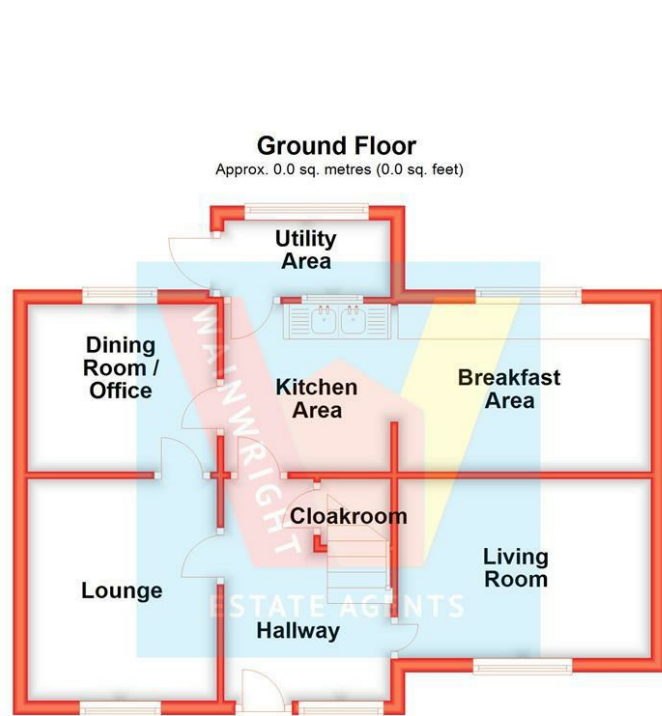 Ground Floor
Approx. 0.0 sq. metres (0.0 sq. feet)
Utility
Area
Dining
Room /
Office
Kitchen
Area
Breakfast
Area
WAINWRIGHT
Cloakroom
Living
Room
Lounge
ESTATE AGENTS
Hallway